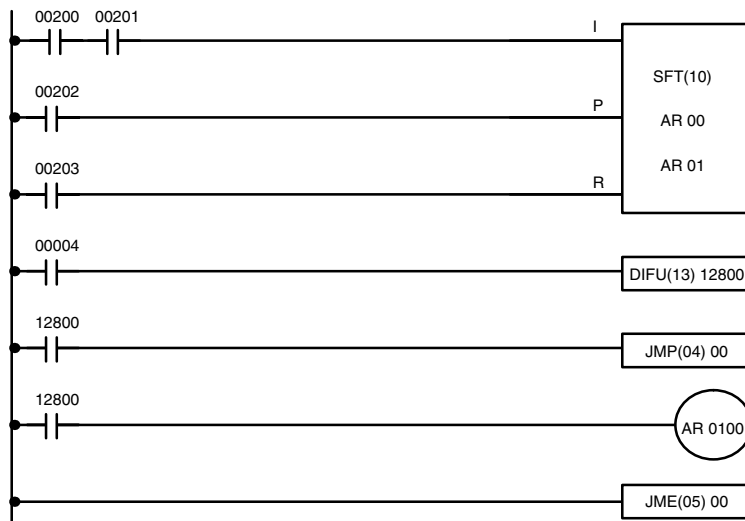 00200 00201
I
SFT(10)
00202
P
AR 00
AR 01
00203
R
00004
DIFU(13) 12800
12800
JMP(04) 00
12800
AR 0100
JME(05) 00